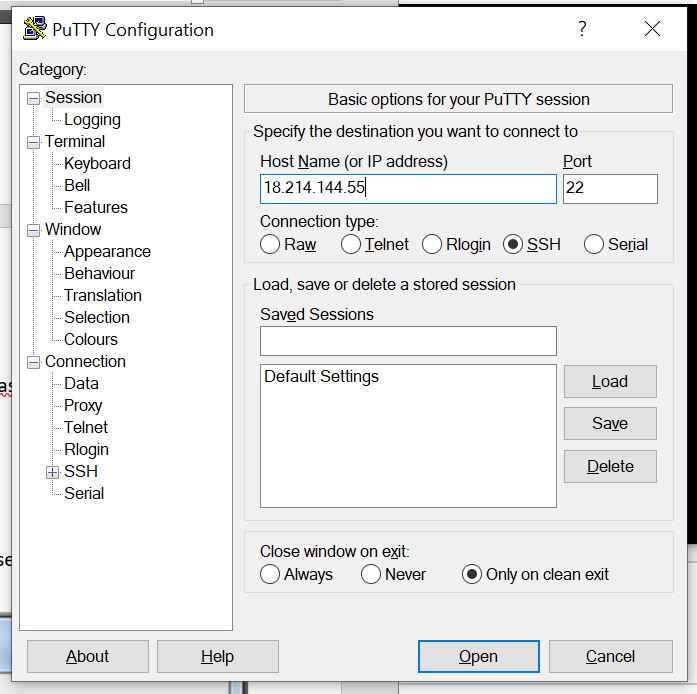 PuTTY Configuration
?
Category:
Session
Logging
Terminal
Keyboard
Bell
Features
Window
Appearance
Behaviour
Translation
Selection
Colours
Connection
Data
Proxy
Telnet
Rlogin
SSH
Serial
Basic options for your PuTTY session
Specify the destination you want to connect to
Host Name (or IP address) Port
18.214.144.55 22
Connection type:
Raw Telnet Rlogin SSH Serial
Load, save or delete a stored session
Saved Sessions
Default Settings
Load
Save
Delete
Close window on exit:
Always Never Only on clean exit
About Help Open Cancel